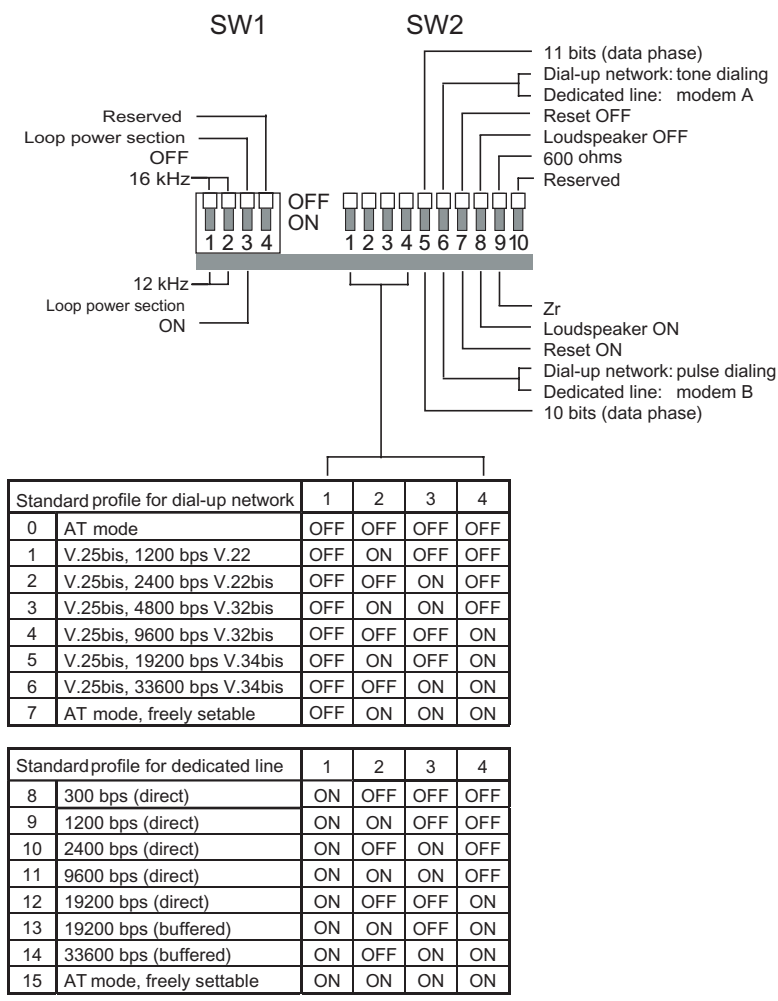 SW1 SW2
11 bits (data phase)
Dial-up network: tone dialing
Dedicated line: modem A
Reset OFF
Loudspeaker OFF
600 ohms
Reserved
Reserved
Loop power section
OFF
16 kHz
OFF
ON
1 2 3 4
1 2 3 4 5 6 7 8 9 10
12 kHz
Loop power section
ON
Zr
Loudspeaker ON
Reset ON
Dial-up network: pulse dialing
Dedicated line: modem B
10 bits (data phase)
Standard profile for dial-up network 1 2 3 4
0 AT mode OFF OFF OFF OFF
1 V.25bis, 1200 bps V.22 OFF ON OFF OFF
2 V.25bis, 2400 bps V.22bis OFF OFF ON OFF
3 V.25bis, 4800 bps V.32bis OFF ON ON OFF
4 V.25bis, 9600 bps V.32bis OFF OFF OFF ON
5 V.25bis, 19200 bps V.34bis OFF ON OFF ON
6 V.25bis, 33600 bps V.34bis OFF OFF ON ON
7 AT mode, freely setable OFF ON ON ON
Standard profile for dedicated line 1 2 3 4
8 300 bps (direct) ON OFF OFF OFF
9 1200 bps (direct) ON ON OFF OFF
10 2400 bps (direct) ON OFF ON OFF
11 9600 bps (direct) ON ON ON OFF
12 19200 bps (direct) ON OFF OFF ON
13 19200 bps (buffered) ON ON OFF ON
14 33600 bps (buffered) ON OFF ON ON
15 AT mode, freely settable ON ON ON ON